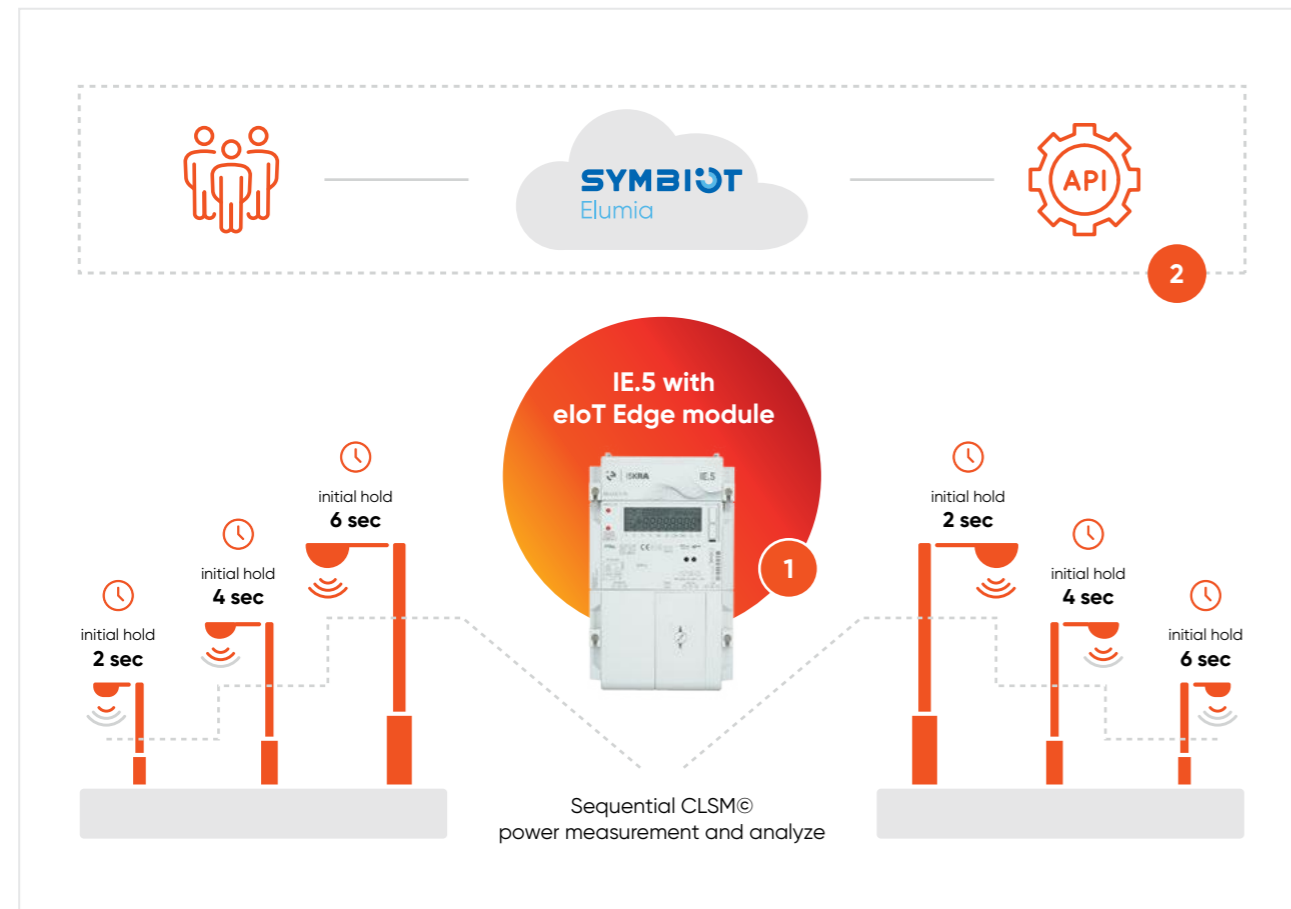 SYMBIOT
Elumia
API
2
IE.5 with
eIoT Edge module
ISKRA IE.5
1
initial hold
2 sec
initial hold
4 sec
initial hold
6 sec
initial hold
2 sec
initial hold
4 sec
initial hold
6 sec
Sequential CLSM©
power measurement and analyze